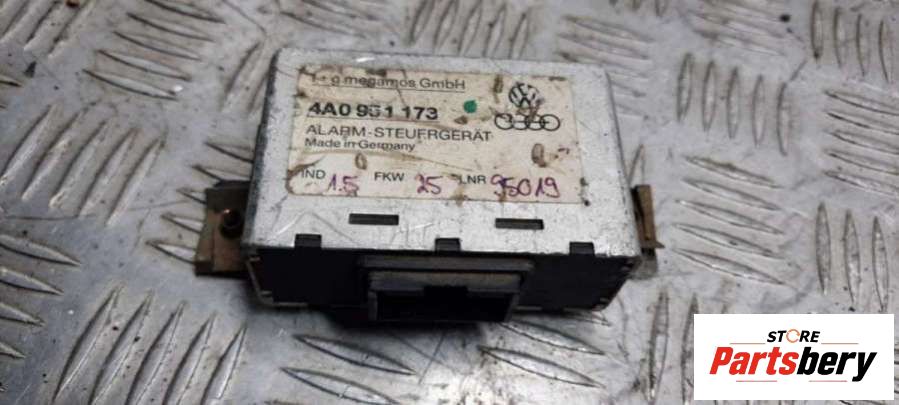 t+g megamos GmbH
4A0 951 173
ALARM-STEUERGERÄT
Made in Germany
IND 1.5 FKW 25 LNR 95019
STORE
Partsbery